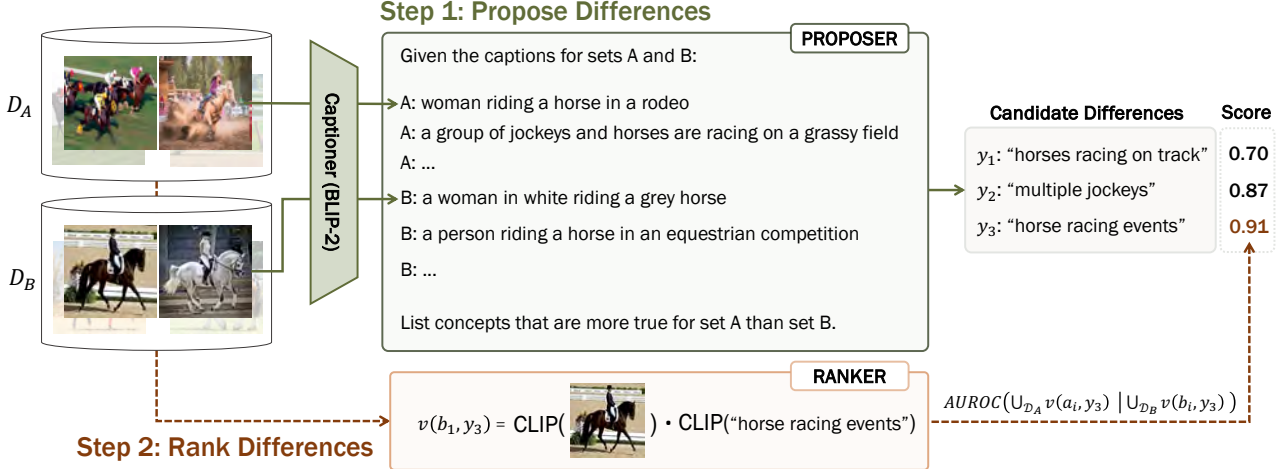 Step 1: Propose Differences
PROPOSER
D_A
D_B
Captioner (BLIP-2)
Given the captions for sets A and B:
A: woman riding a horse in a rodeo
A: a group of jockeys and horses are racing on a grassy field
A: ...
B: a woman in white riding a grey horse
B: a person riding a horse in an equestrian competition
B: ...
List concepts that are more true for set A than set B.
Candidate Differences Score
y₁: “horses racing on track” 0.70
y₂: “multiple jockeys” 0.87
y₃: “horse racing events” 0.91
RANKER
v(b₁, y₃) = CLIP( ) · CLIP(“horse racing events”)
AUROC(∪_𝒟_A v(aᵢ, y₃) | ∪_𝒟_B v(bᵢ, y₃) )
Step 2: Rank Differences